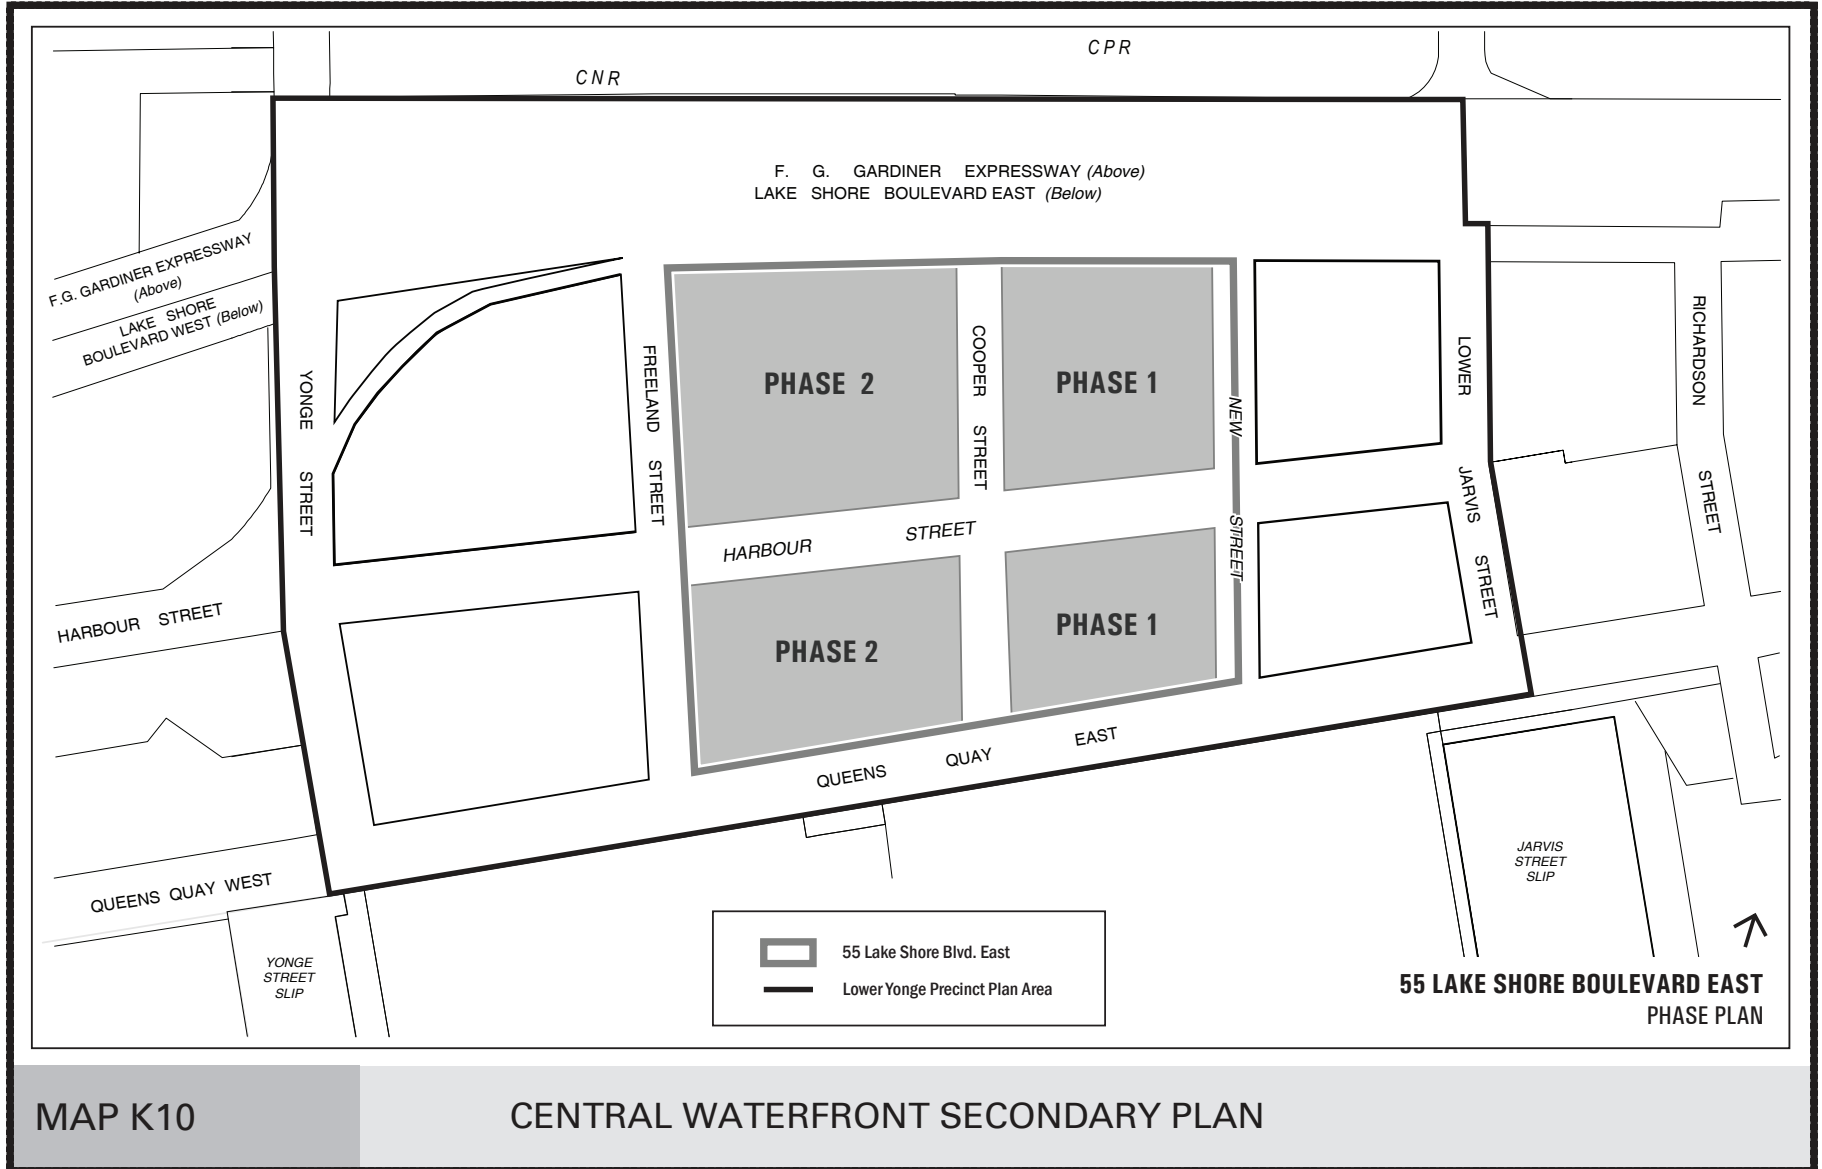 CPR
CNR
F. G. GARDINER EXPRESSWAY (Above)
LAKE SHORE BOULEVARD EAST (Below)
F.G. GARDINER EXPRESSWAY
(Above)
LAKE SHORE
BOULEVARD WEST (Below)
YONGE STREET
FREELAND STREET
PHASE 2
COOPER STREET
PHASE 1
NEW STREET
LOWER JARVIS STREET
RICHARDSON STREET
HARBOUR STREET
HARBOUR STREET
PHASE 2
PHASE 1
QUEENS QUAY EAST
QUEENS QUAY WEST
YONGE
STREET
SLIP
JARVIS
STREET
SLIP
55 Lake Shore Blvd. East
Lower Yonge Precinct Plan Area
55 LAKE SHORE BOULEVARD EAST
PHASE PLAN
MAP K10
CENTRAL WATERFRONT SECONDARY PLAN